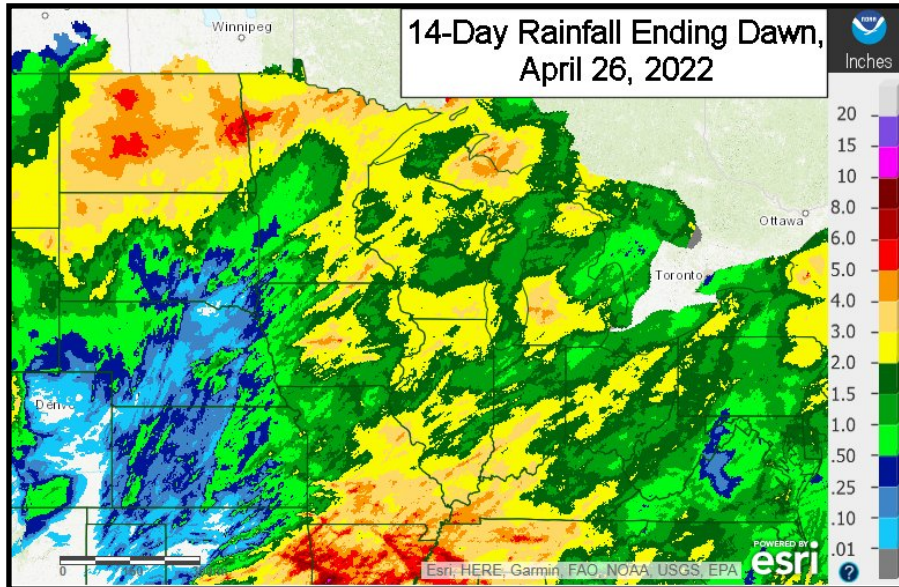 Winnipeg
14-Day Rainfall Ending Dawn,
April 26, 2022
NOAA
Inches
20
15
10
8.0
6.0
5.0
4.0
3.0
2.0
1.5
1.0
.50
.25
.10
.01
?
Ottawa
Toronto
0
POWERED BY
esri
Esri, HERE, Garmin, FAO, NOAA, USGS, EPA